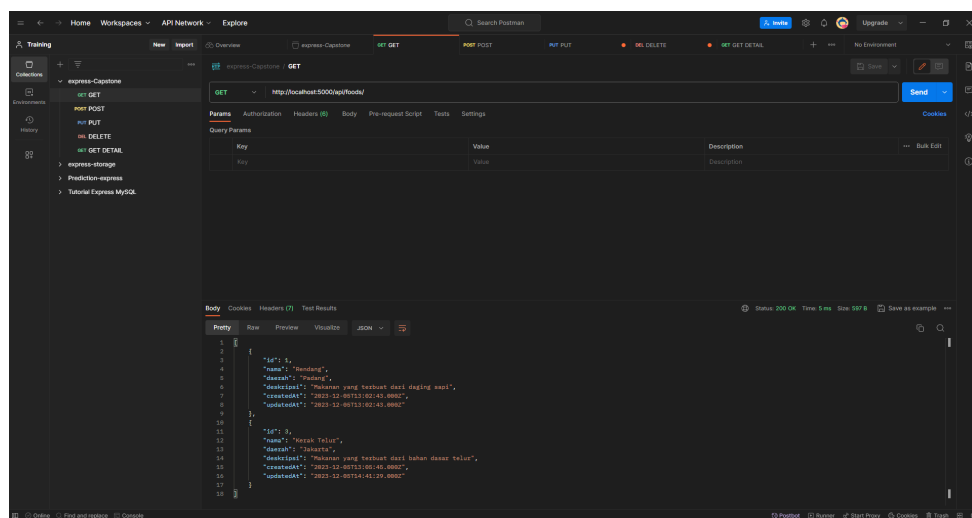 Home Workspaces API Network Explore Search Postman Invite Upgrade
Training New Import Overview express-Capstone GET GET POST POST PUT PUT DEL DELETE GET GET DETAIL No Environment
Collections
Environments
History
express-Capstone
GET GET
POST POST
PUT PUT
DEL DELETE
GET GET DETAIL
express-storage
Prediction-express
Tutorial Express MySQL
express-Capstone / GET Save
GET http://localhost:5000/api/foods/ Send
Params Authorization Headers (6) Body Pre-request Script Tests Settings Cookies
Query Params
Key Value Description Bulk Edit
Key Value Description
Body Cookies Headers (7) Test Results Status: 200 OK Time: 5 ms Size: 597 B Save as example
Pretty Raw Preview Visualize JSON
1 [
2 {
3 "id": 1,
4 "nama": "Rendang",
5 "daerah": "Padang",
6 "deskripsi": "Makanan yang terbuat dari daging sapi",
7 "createdAt": "2023-12-05T13:02:43.000Z",
8 "updatedAt": "2023-12-05T13:02:43.000Z"
9 },
10 {
11 "id": 3,
12 "nama": "Kerak Telur",
13 "daerah": "Jakarta",
14 "deskripsi": "Makanan yang terbuat dari bahan dasar telur",
15 "createdAt": "2023-12-05T13:05:45.000Z",
16 "updatedAt": "2023-12-05T14:41:29.000Z"
17 }
18 ]
Online Find and replace Console Postbot Runner Start Proxy Cookies Trash